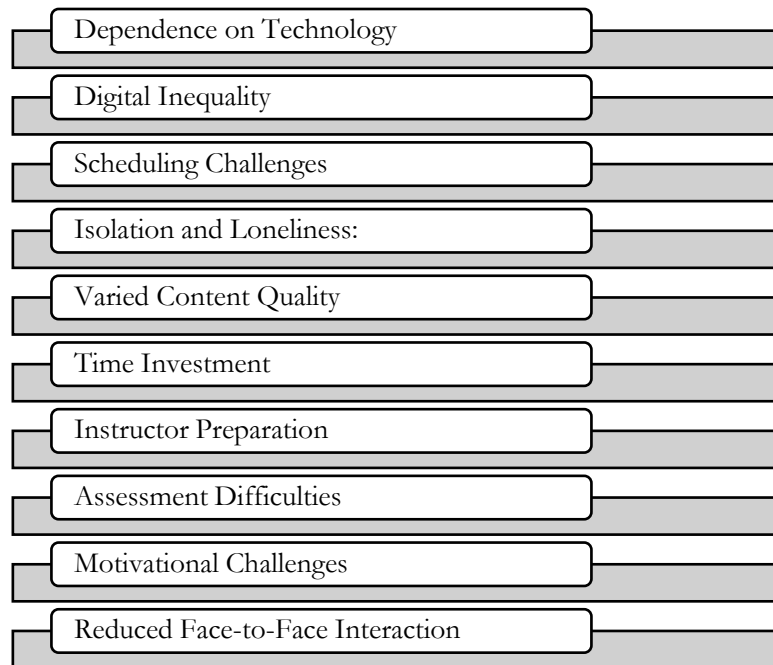 Dependence on Technology
Digital Inequality
Scheduling Challenges
Isolation and Loneliness:
Varied Content Quality
Time Investment
Instructor Preparation
Assessment Difficulties
Motivational Challenges
Reduced Face-to-Face Interaction